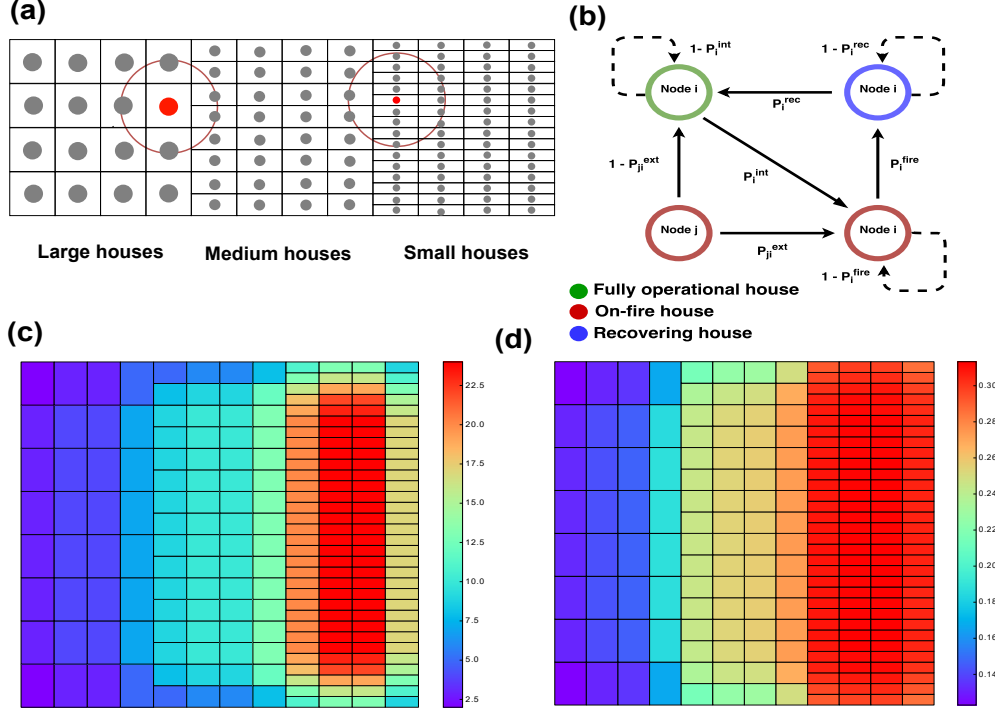 (a)
Large houses
Medium houses
Small houses
(b)
1 - P_i^int
1 - P_i^rec
Node i
Node i
P_i^rec
1 - P_ji^ext
P_i^int
P_i^fire
Node j
Node i
P_ji^ext
1 - P_i^fire
Fully operational house
On-fire house
Recovering house
(c)
22.5
20.0
17.5
15.0
12.5
10.0
7.5
5.0
2.5
(d)
0.30
0.28
0.26
0.24
0.22
0.20
0.18
0.16
0.14